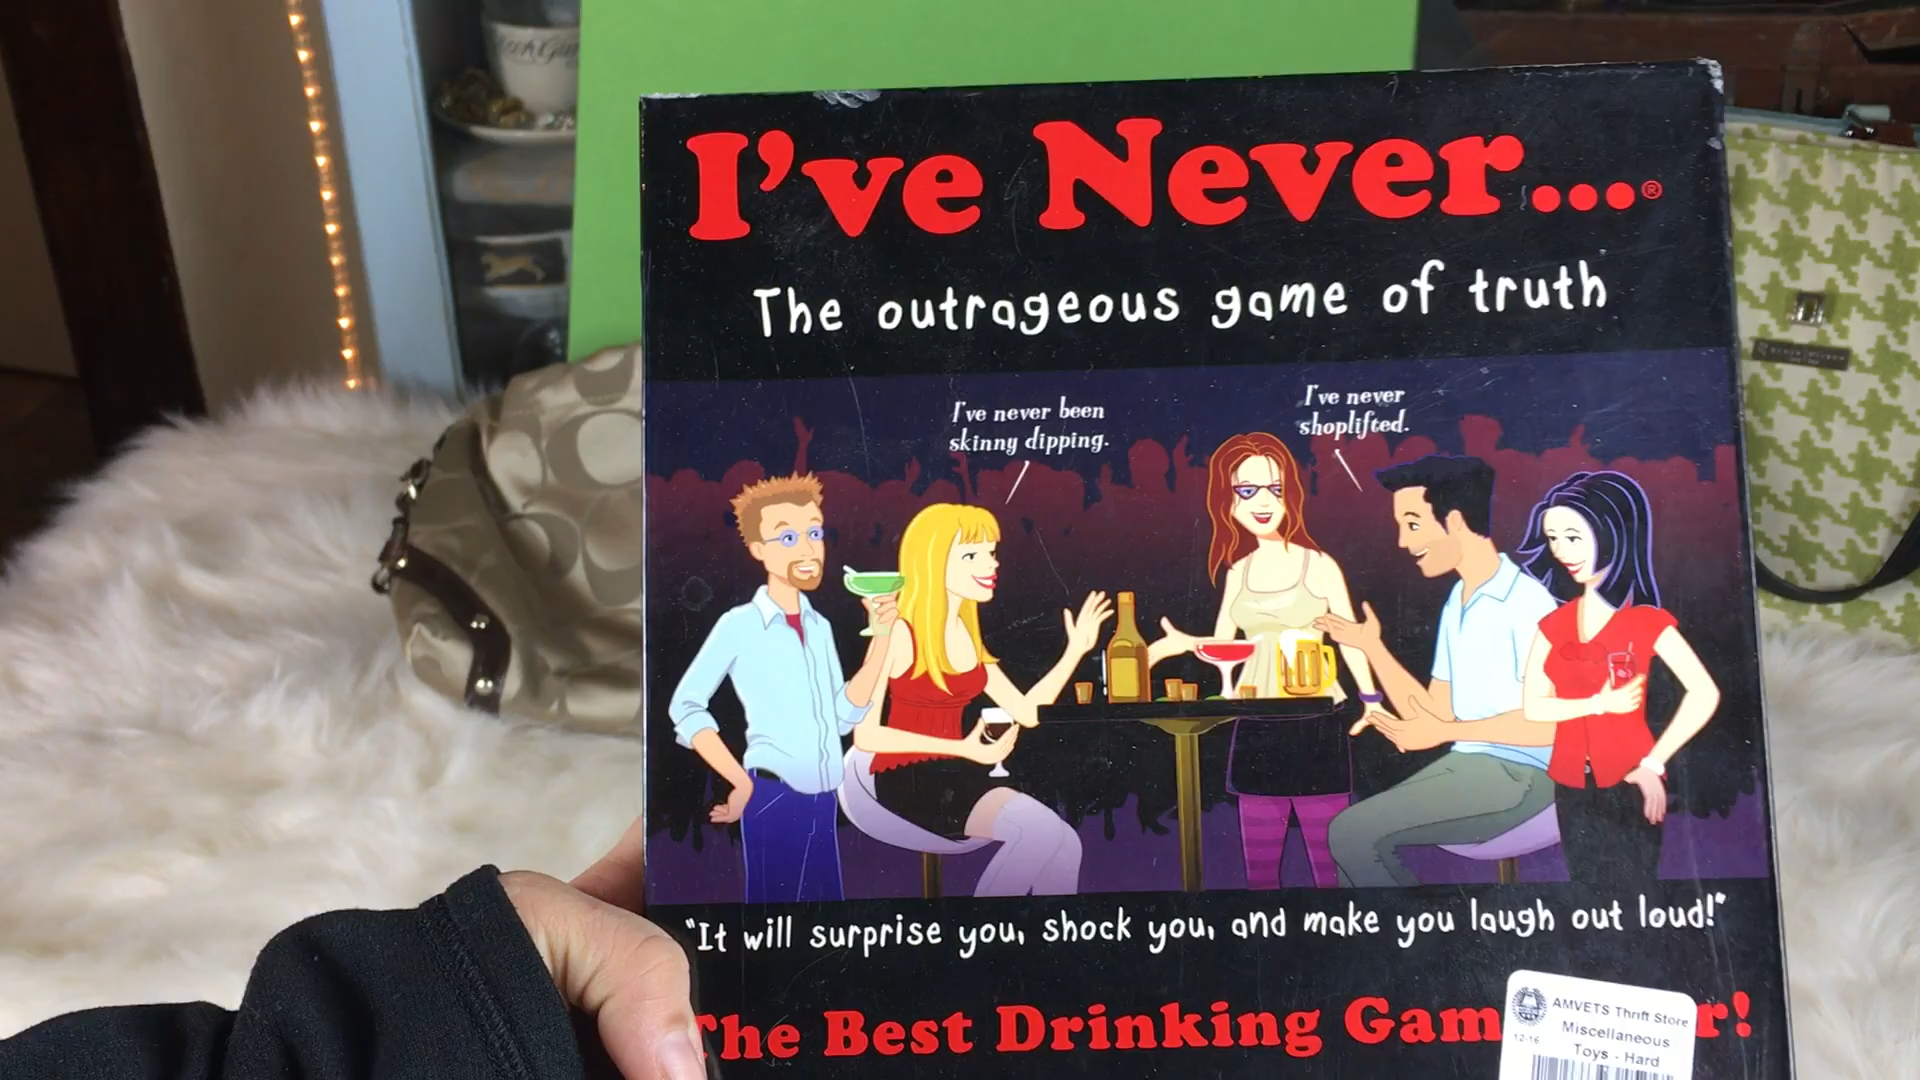 I've Never...®
The outrageous game of truth
I've never been
skinny dipping.
I've never
shoplifted.
"It will surprise you, shock you, and make you laugh out loud!"
The Best Drinking Gam r!
AMVETS Thrift Store
12-16
Miscellaneous
Toys - Hard